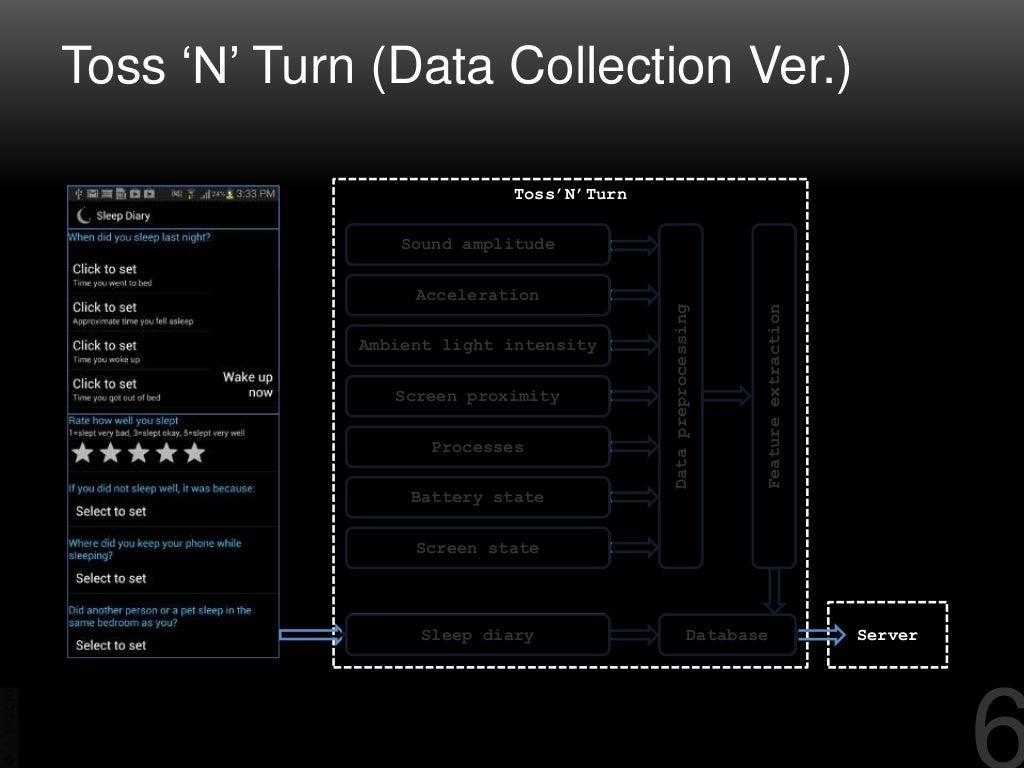 Toss ‘N’ Turn (Data Collection Ver.)
24% 3:33 PM
Sleep Diary
When did you sleep last night?
Click to set
Time you went to bed
Click to set
Approximate time you fell asleep
Click to set
Time you woke up
Click to set
Time you got out of bed
Wake up
now
Rate how well you slept
1=slept very bad, 3=slept okay, 5=slept very well
If you did not sleep well, it was because:
Select to set
Where did you keep your phone while
sleeping?
Select to set
Did another person or a pet sleep in the
same bedroom as you?
Select to set
Toss’N’Turn
Sound amplitude
Acceleration
Ambient light intensity
Screen proximity
Processes
Battery state
Screen state
Sleep diary
Data preprocessing
Feature extraction
Database
Server
6